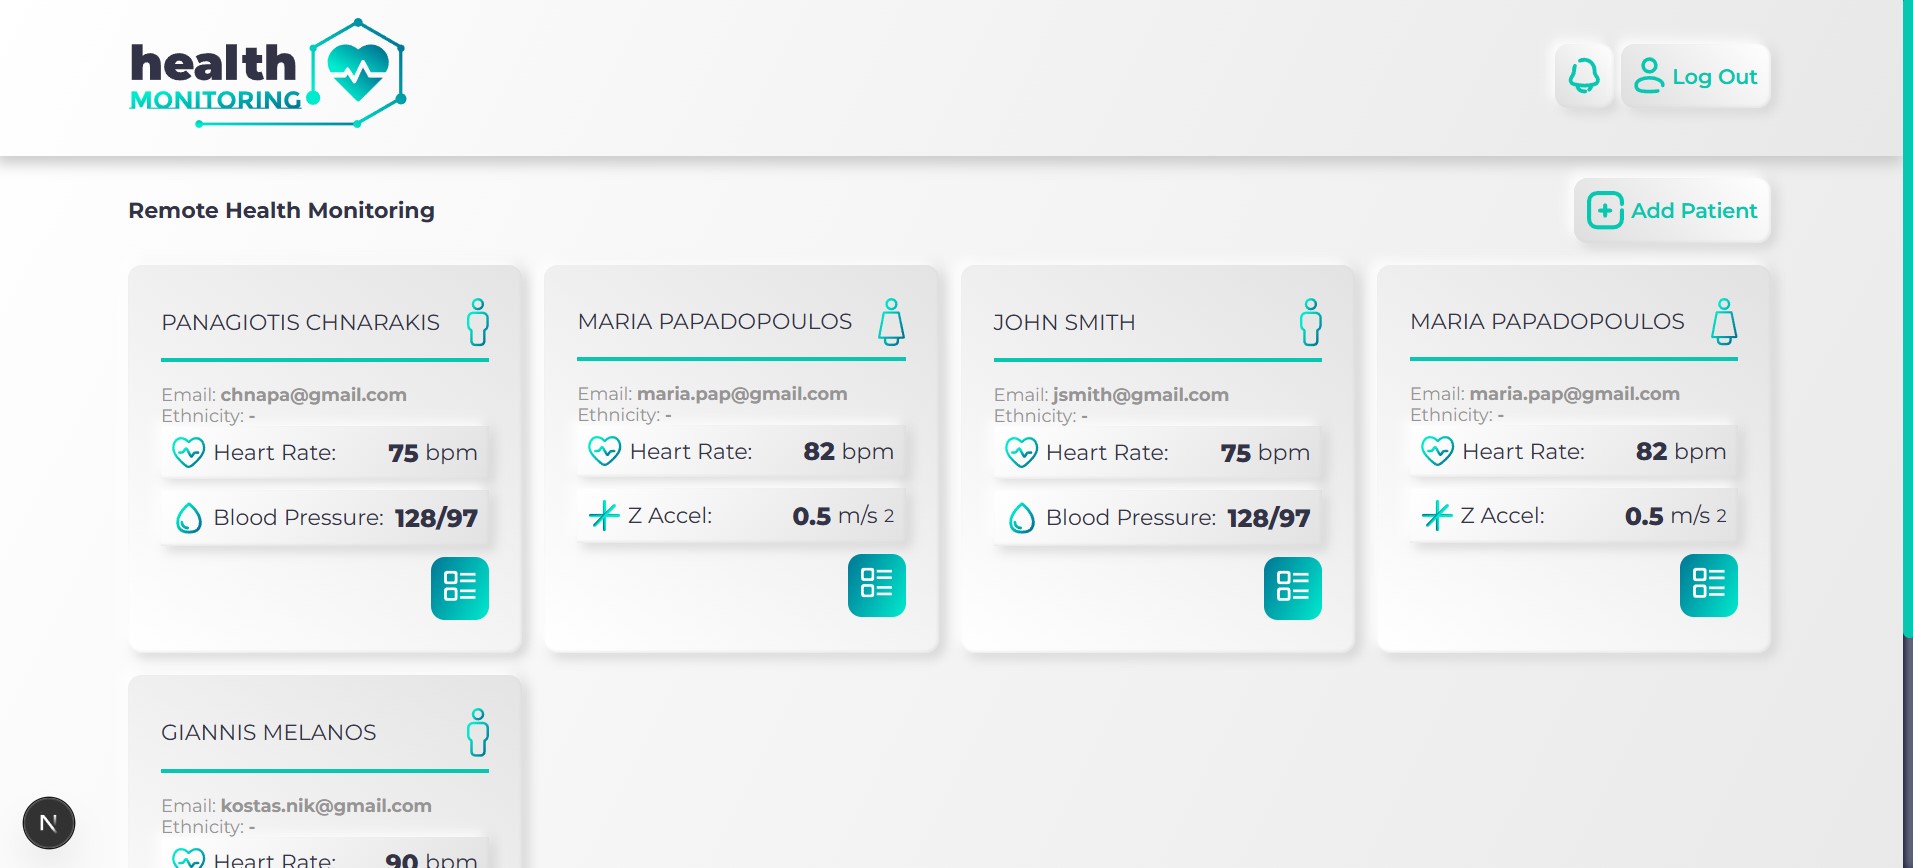 health
MONITORING
Log Out
Remote Health Monitoring
Add Patient
PANAGIOTIS CHNARAKIS
Email: chnapa@gmail.com
Ethnicity: -
Heart Rate: 75 bpm
Blood Pressure: 128/97
MARIA PAPADOPOULOS
Email: maria.pap@gmail.com
Ethnicity: -
Heart Rate: 82 bpm
Z Accel: 0.5 m/s 2
JOHN SMITH
Email: jsmith@gmail.com
Ethnicity: -
Heart Rate: 75 bpm
Blood Pressure: 128/97
MARIA PAPADOPOULOS
Email: maria.pap@gmail.com
Ethnicity: -
Heart Rate: 82 bpm
Z Accel: 0.5 m/s 2
GIANNIS MELANOS
Email: kostas.nik@gmail.com
Ethnicity: -
Heart Rate: 90 bpm
N